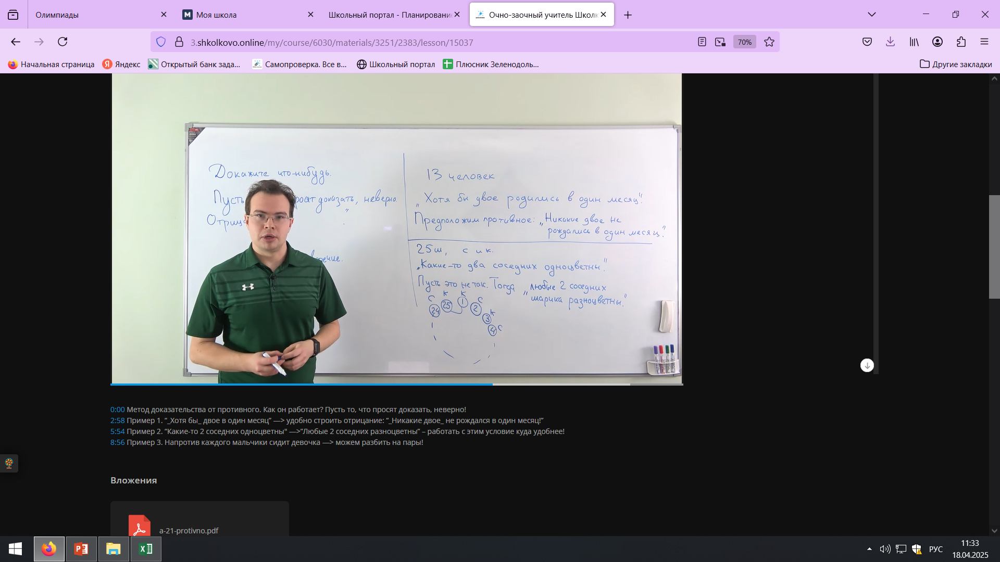 Олимпиады
Моя школа
Школьный портал - Планировани
Очно-заочный учитель Школк
3.shkolkovo.online/my/course/6030/materials/3251/2383/lesson/15037
70%
Начальная страница
Яндекс
Открытый банк зада...
Самопроверка. Все в...
Школьный портал
Плюсник Зеленодоль...
Другие закладки
Докажите что-нибудь.
Пусть росят доказать, неверно
Отрица
13 человек
„Хотя бы двое родились в один месяц“.
Предположим противное: „Никакие двое не
рождались в один месяц.“
25 ш, с и к.
„Какие-то два соседних одноцветны“.
Пусть это не так. Тогда „любые 2 соседних
шарика разноцветны.“
с к к с к с
24 25 1 2 3 4
0:00 Метод доказательства от противного. Как он работает? Пусть то, что просят доказать, неверно!
2:58 Пример 1. “_Хотя бы_ двое в один месяц” —> удобно строить отрицание: “_Никакие двое_ не рождался в один месяц!”
5:54 Пример 2. “Какие-то 2 соседних одноцветны" —>”Любые 2 соседних разноцветны” – работать с этим условие куда удобнее!
8:56 Пример 3. Напротив каждого мальчики сидит девочка —> можем разбить на пары!
Вложения
a-21-protivno.pdf
РУС
11:33
18.04.2025